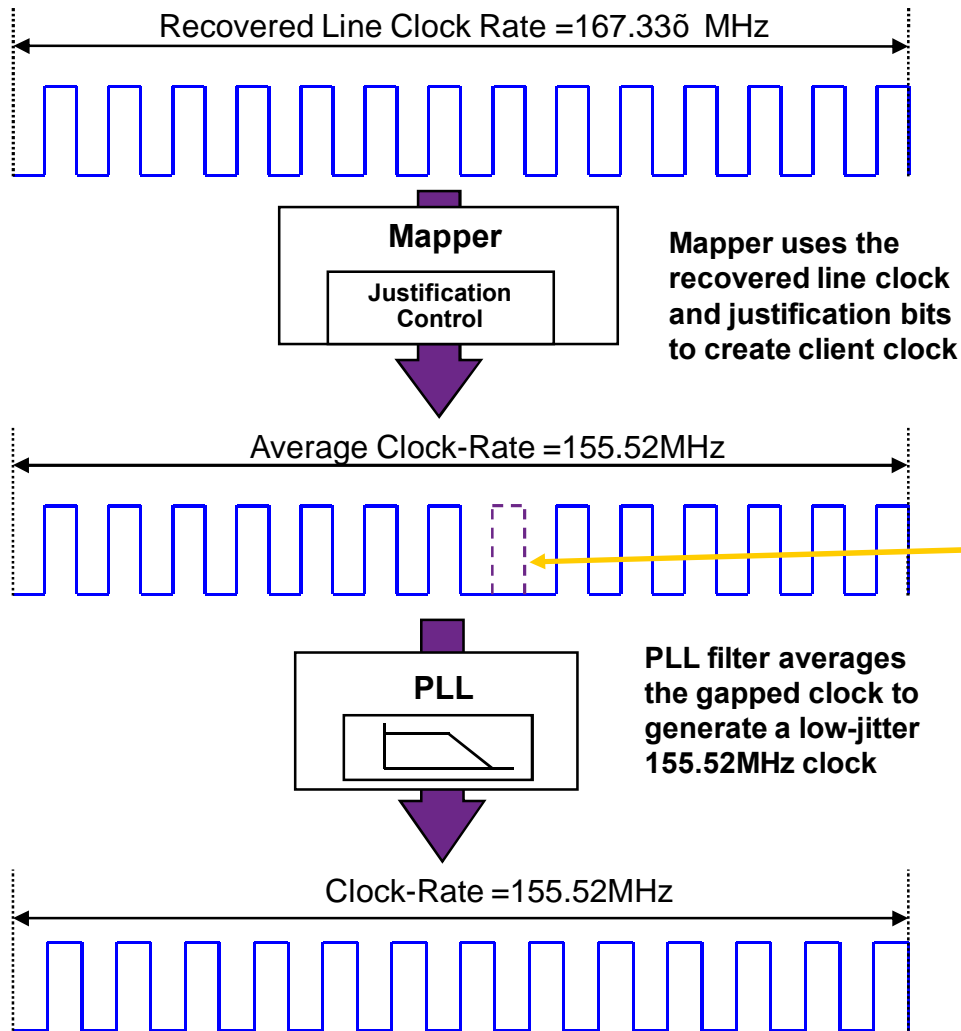 Recovered Line Clock Rate =167.33õ MHz
Mapper
Justification
Control
Mapper uses the
recovered line clock
and justification bits
to create client clock
Average Clock-Rate =155.52MHz
PLL
PLL filter averages
the gapped clock to
generate a low-jitter
155.52MHz clock
Clock-Rate =155.52MHz